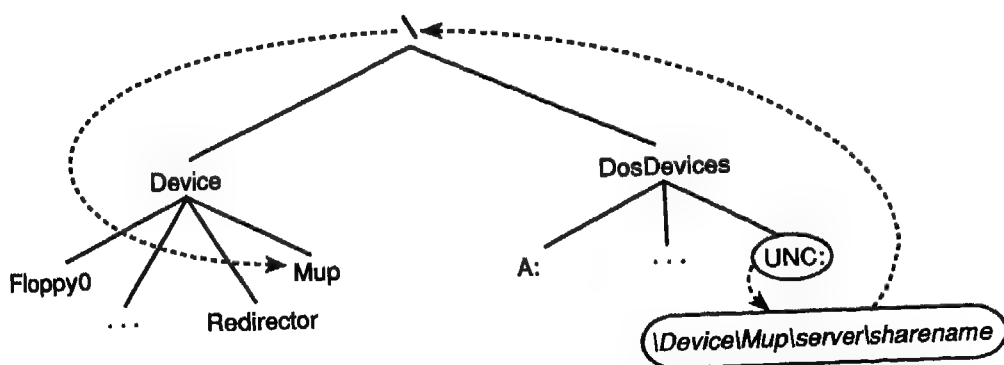 \
Device
DosDevices
Floppy0
. . .
Redirector
Mup
A:
. . .
UNC:
\Device\Mup\server\sharename